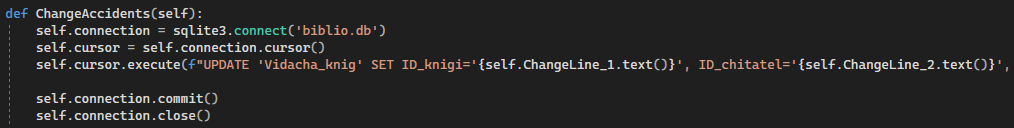 def ChangeAccidents(self):
self.connection = sqlite3.connect('biblio.db')
self.cursor = self.connection.cursor()
self.cursor.execute(f"UPDATE 'Vidacha_knig' SET ID_knigi='{self.ChangeLine_1.text()}', ID_chitatel='{self.ChangeLine_2.text()}',
self.connection.commit()
self.connection.close()